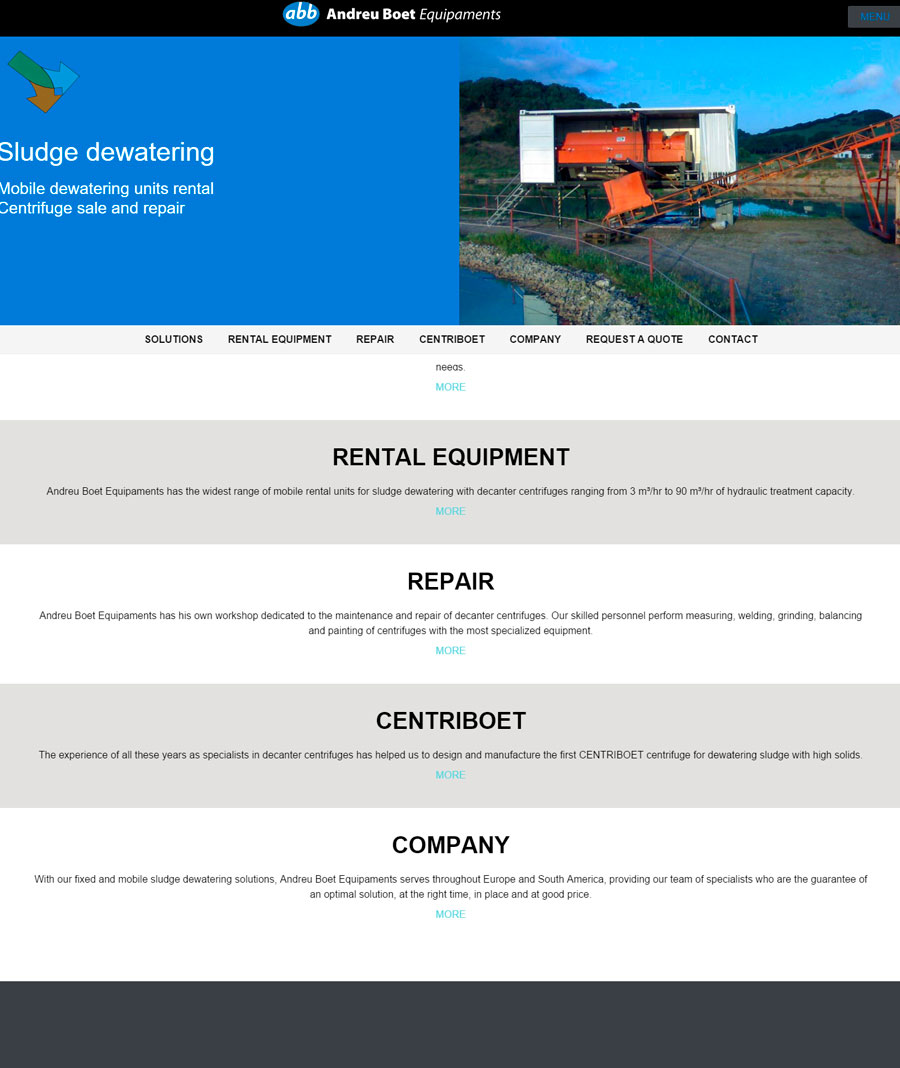 abb Andreu Boet Equipaments
MENU
Sludge dewatering
Mobile dewatering units rental
Centrifuge sale and repair
SOLUTIONS RENTAL EQUIPMENT REPAIR CENTRIBOET COMPANY REQUEST A QUOTE CONTACT
needs.
MORE
RENTAL EQUIPMENT
Andreu Boet Equipaments has the widest range of mobile rental units for sludge dewatering with decanter centrifuges ranging from 3 m³/hr to 90 m³/hr of hydraulic treatment capacity.
MORE
REPAIR
Andreu Boet Equipaments has his own workshop dedicated to the maintenance and repair of decanter centrifuges. Our skilled personnel perform measuring, welding, grinding, balancing
and painting of centrifuges with the most specialized equipment.
MORE
CENTRIBOET
The experience of all these years as specialists in decanter centrifuges has helped us to design and manufacture the first CENTRIBOET centrifuge for dewatering sludge with high solids.
MORE
COMPANY
With our fixed and mobile sludge dewatering solutions, Andreu Boet Equipaments serves throughout Europe and South America, providing our team of specialists who are the guarantee of
an optimal solution, at the right time, in place and at good price.
MORE